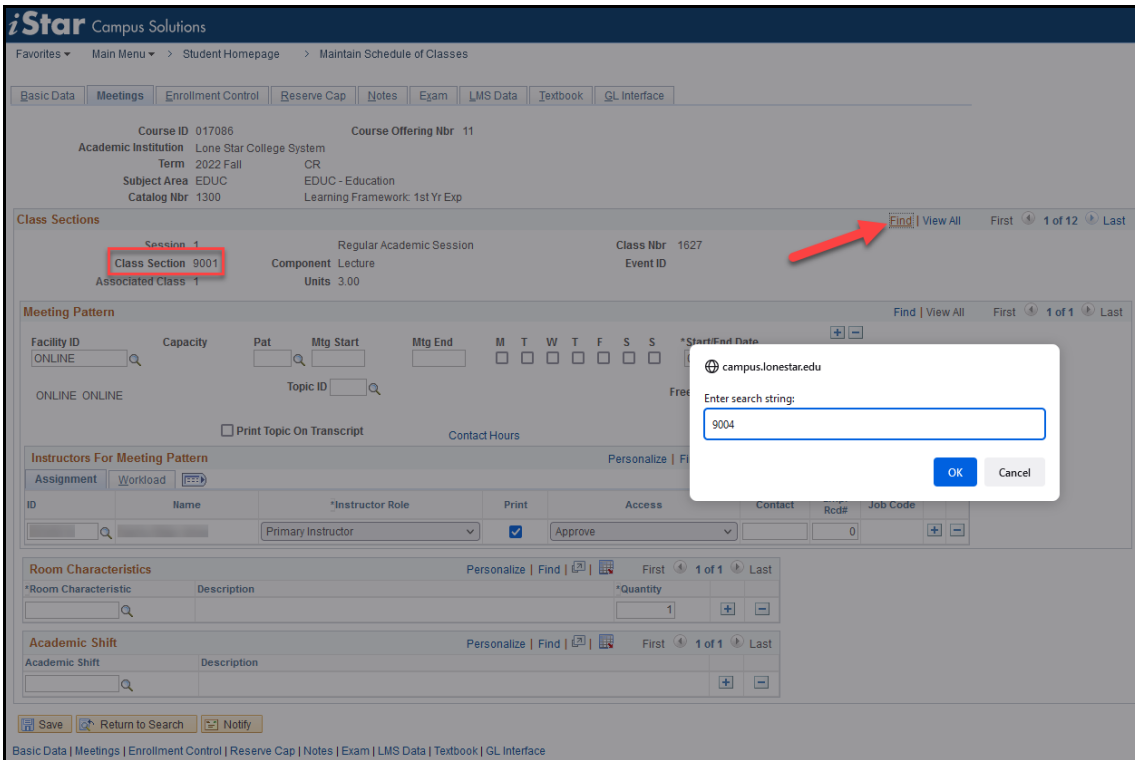 iStar Campus Solutions
Favorites Main Menu > Student Homepage > Maintain Schedule of Classes
Basic Data Meetings Enrollment Control Reserve Cap Notes Exam LMS Data Textbook GL Interface
Course ID 017086 Course Offering Nbr 11
Academic Institution Lone Star College System
Term 2022 Fall CR
Subject Area EDUC EDUC - Education
Catalog Nbr 1300 Learning Framework: 1st Yr Exp
Class Sections Find | View All First 1 of 12 Last
Session 1 Regular Academic Session Class Nbr 1627
Class Section 9001 Component Lecture Event ID
Associated Class 1 Units 3.00
Meeting Pattern Find | View All First 1 of 1 Last
Facility ID Capacity Pat Mtg Start Mtg End M T W T F S S *Start/End Date
ONLINE
ONLINE ONLINE Topic ID Free
Print Topic On Transcript Contact Hours
campus.lonestar.edu
Enter search string:
9004
OK Cancel
Instructors For Meeting Pattern Personalize |
Assignment Workload
ID Name *Instructor Role Print Access Contact Rcd# Job Code
Primary Instructor Approve 0
Room Characteristics Personalize | Find | | First 1 of 1 Last
*Room Characteristic Description *Quantity
1
Academic Shift Personalize | Find | | First 1 of 1 Last
Academic Shift Description
Save Return to Search Notify
Basic Data | Meetings | Enrollment Control | Reserve Cap | Notes | Exam | LMS Data | Textbook | GL Interface